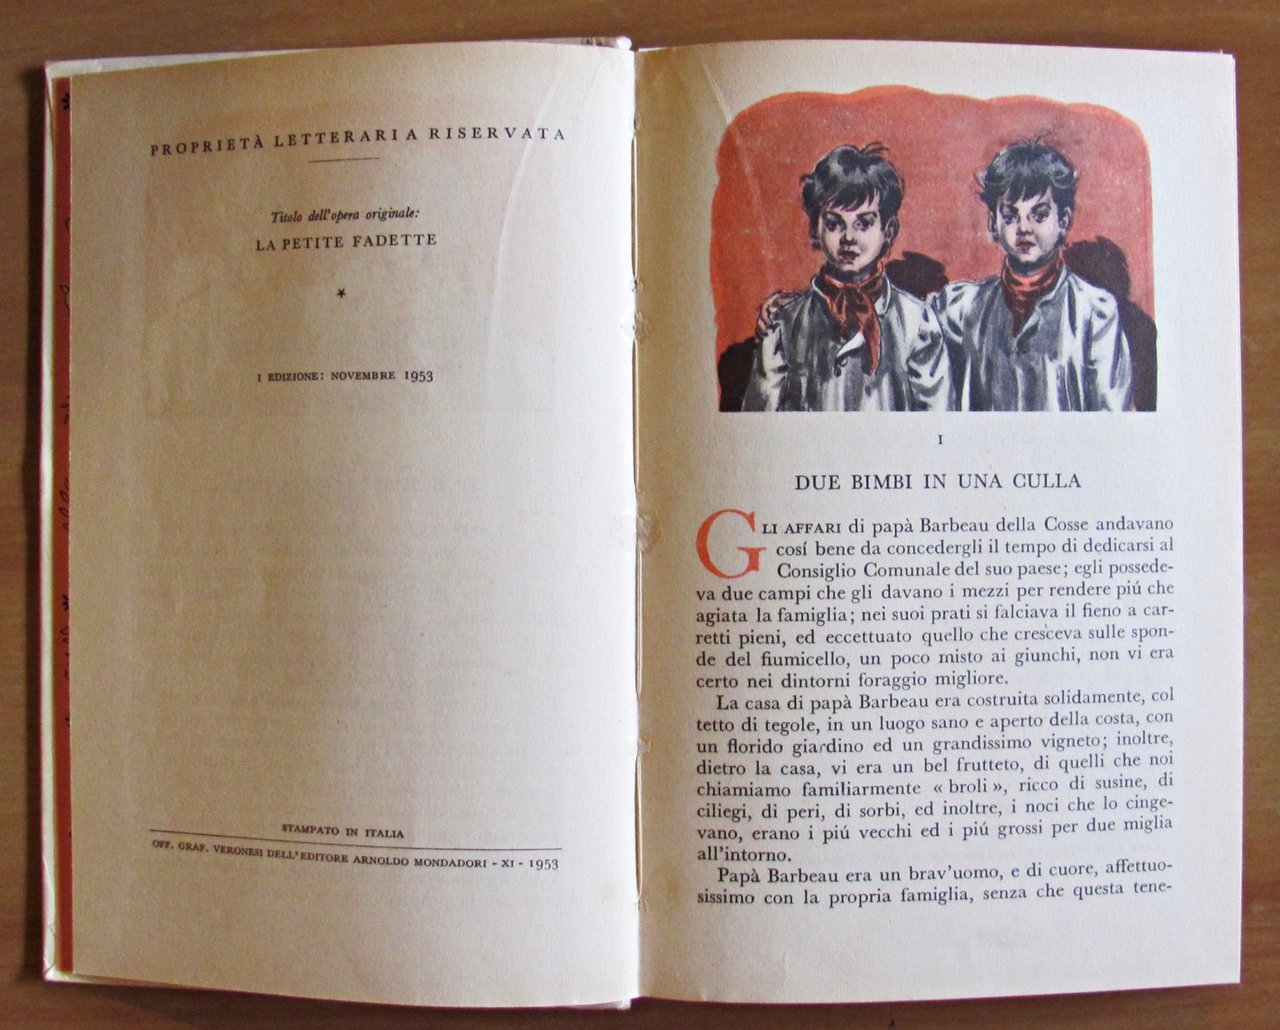 PROPRIETÀ LETTERARIA RISERVATA
Titolo dell'opera originale:
LA PETITE FADETTE
*
I EDIZIONE: NOVEMBRE 1953
STAMPATO IN ITALIA
OFF. GRAF. VERONESI DELL'EDITORE ARNOLDO MONDADORI - XI - 1953
I
DUE BIMBI IN UNA CULLA
GLI AFFARI di papà Barbeau della Cosse andavano
cosí bene da concedergli il tempo di dedicarsi al
Consiglio Comunale del suo paese; egli possede-
va due campi che gli davano i mezzi per rendere piú che
agiata la famiglia; nei suoi prati si falciava il fieno a car-
retti pieni, ed eccettuato quello che cresceva sulle spon-
de del fiumicello, un poco misto ai giunchi, non vi era
certo nei dintorni foraggio migliore.
La casa di papà Barbeau era costruita solidamente, col
tetto di tegole, in un luogo sano e aperto della costa, con
un florido giardino ed un grandissimo vigneto; inoltre,
dietro la casa, vi era un bel frutteto, di quelli che noi
chiamiamo familiarmente « broli », ricco di susine, di
ciliegi, di peri, di sorbi, ed inoltre, i noci che lo cinge-
vano, erano i piú vecchi ed i piú grossi per due miglia
all'intorno.
Papà Barbeau era un brav'uomo, e di cuore, affettuo-
sissimo con la propria famiglia, senza che questa tene-